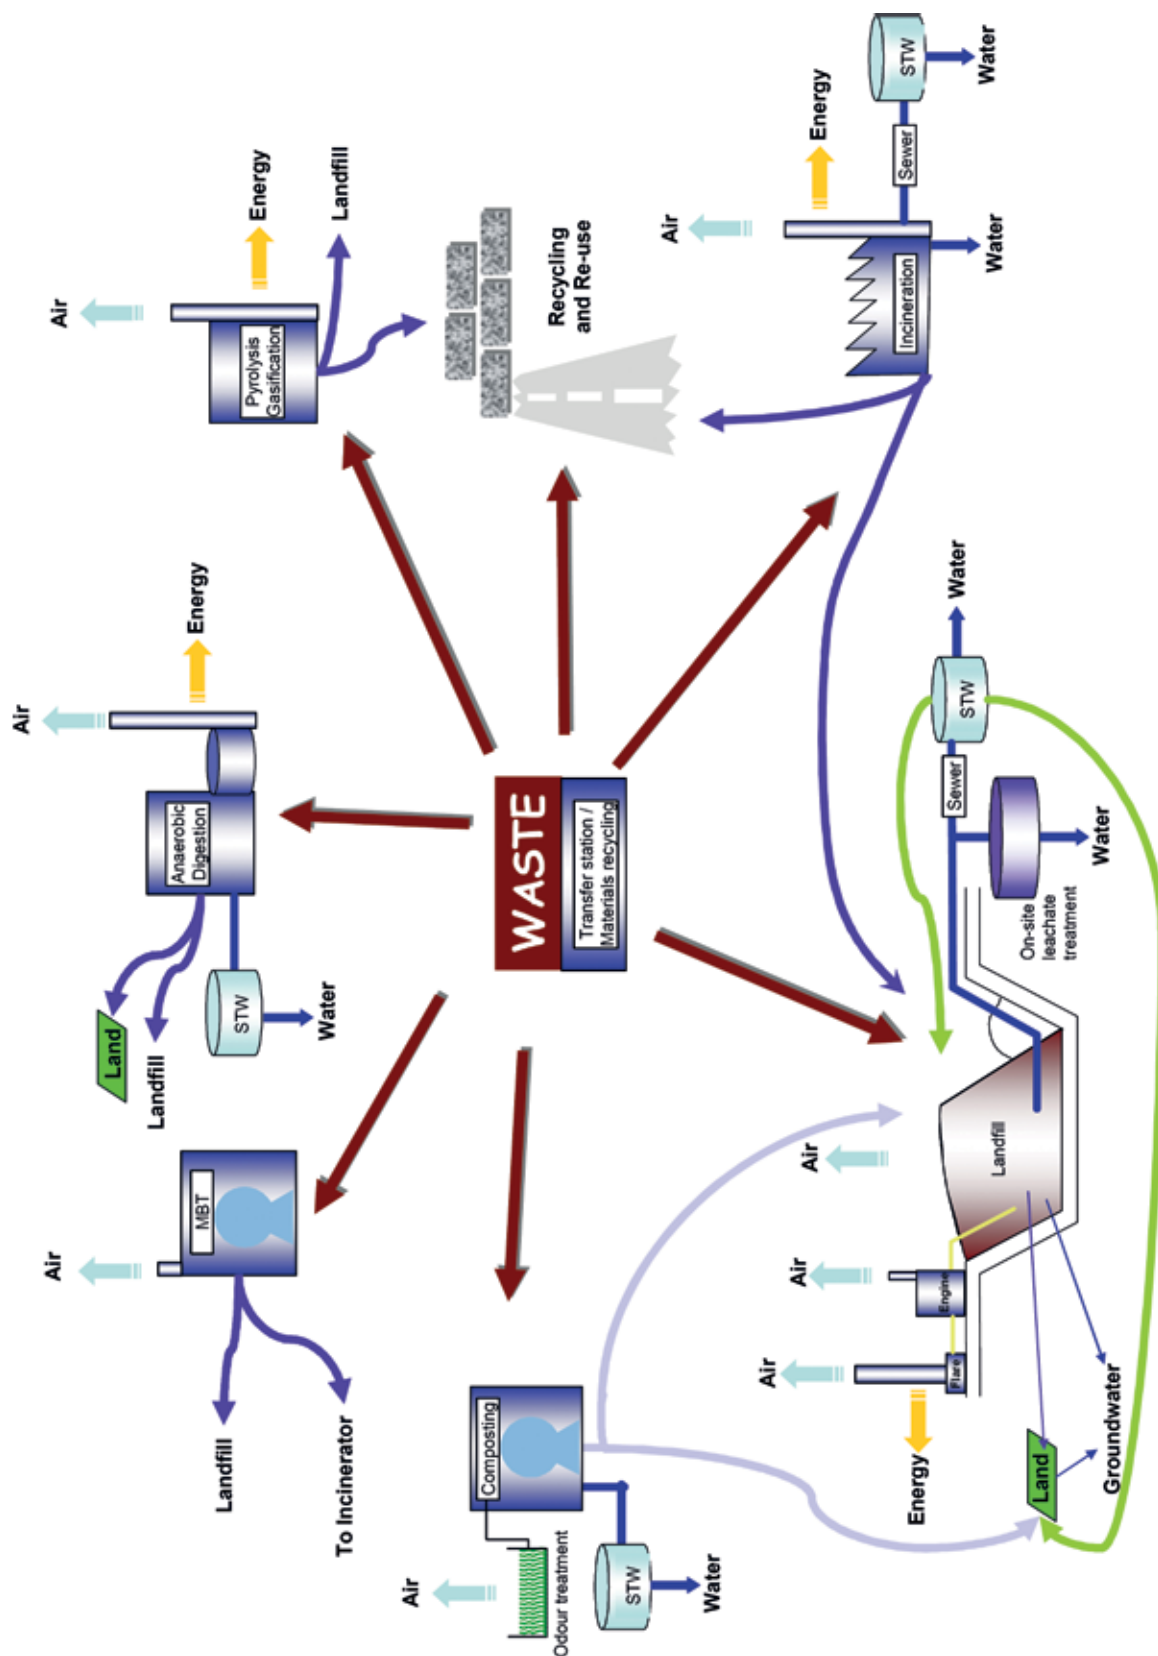 Air
Energy
Pyrolysis
Gasification
Landfill
Air
Energy
Anaerobic
Digestion
Land
Landfill
STW
Water
Air
MBT
Landfill
To Incinerator
WASTE
Transfer station /
Materials recycling
Recycling
and Re-use
Air
Energy
Incineration
Sewer
STW
Water
Water
Air
Composting
Odour treatment
STW
Water
Air
Landfill
Air
Engine
Air
Flare
Energy
Land
Groundwater
On-site
leachate
treatment
Water
Sewer
STW
Water